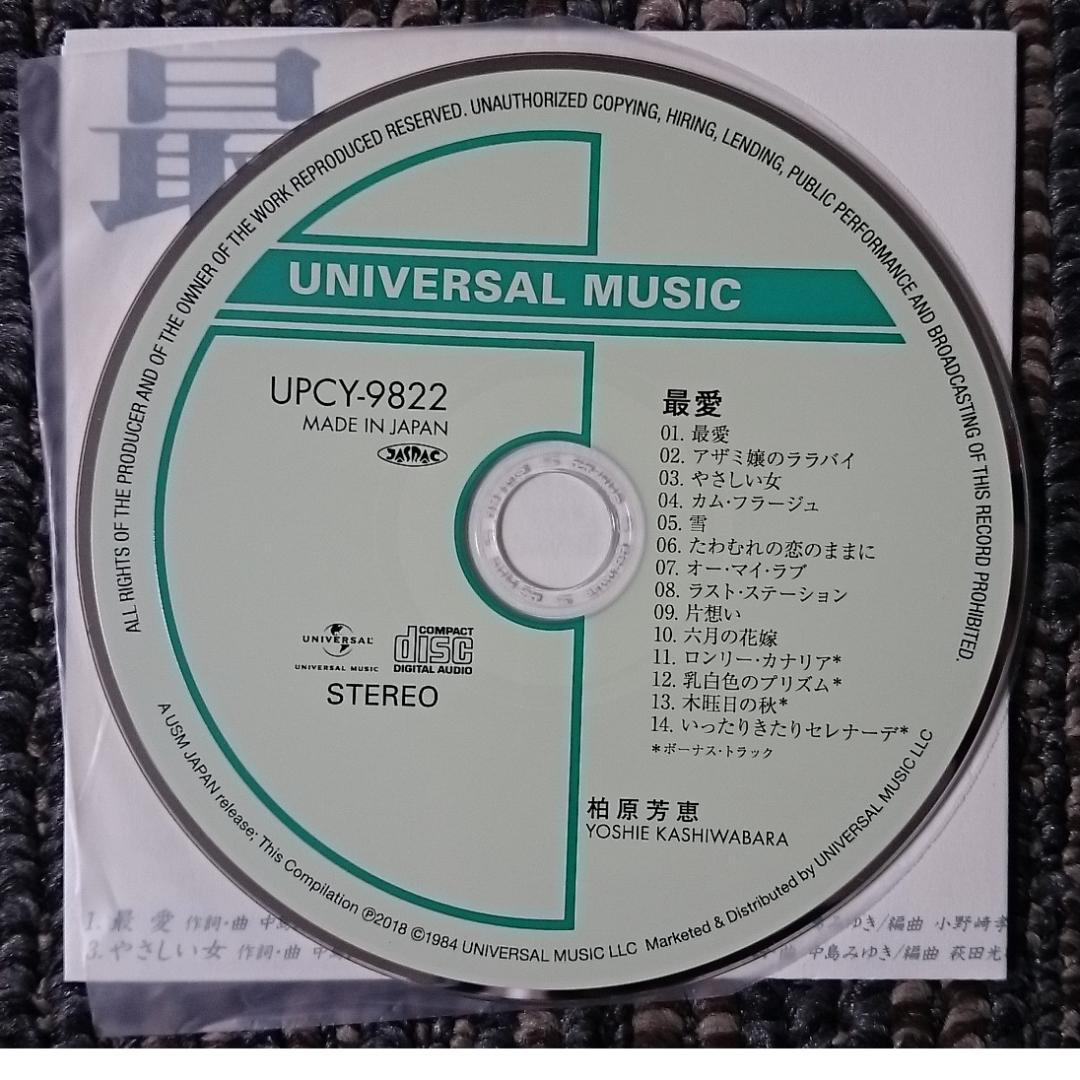 最
ALL RIGHTS OF THE PRODUCER AND OF THE OWNER OF THE WORK REPRODUCED RESERVED. UNAUTHORIZED COPYING, HIRING, LENDING, PUBLIC PERFORMANCE AND BROADCASTING OF THIS RECORD PROHIBITED.
UNIVERSAL MUSIC
UPCY-9822
MADE IN JAPAN
JASRAC
最愛
01. 最愛
02. アザミ嬢のララバイ
03. やさしい女
04. カム・フラージュ
05. 雪
06. たわむれの恋のままに
07. オー・マイ・ラブ
08. ラスト・ステーション
09. 片想い
10. 六月の花嫁
11. ロンリー・カナリア*
12. 乳白色のプリズム*
13. 木旺日の秋*
14. いったりきたりセレナーデ*
*ボーナス・トラック
UNIVERSAL
UNIVERSAL MUSIC
COMPACT
disc
DIGITAL AUDIO
STEREO
柏原芳恵
YOSHIE KASHIWABARA
A USM JAPAN release; This Compilation ℗2018 ©1984 UNIVERSAL MUSIC LLC Marketed & Distributed by UNIVERSAL MUSIC LLC
1. 最 愛 作詞・曲 中島
みゆき/編曲 小野崎孝
3. やさしい女 作詞・曲 中島
曲 中島みゆき/編曲 萩田光